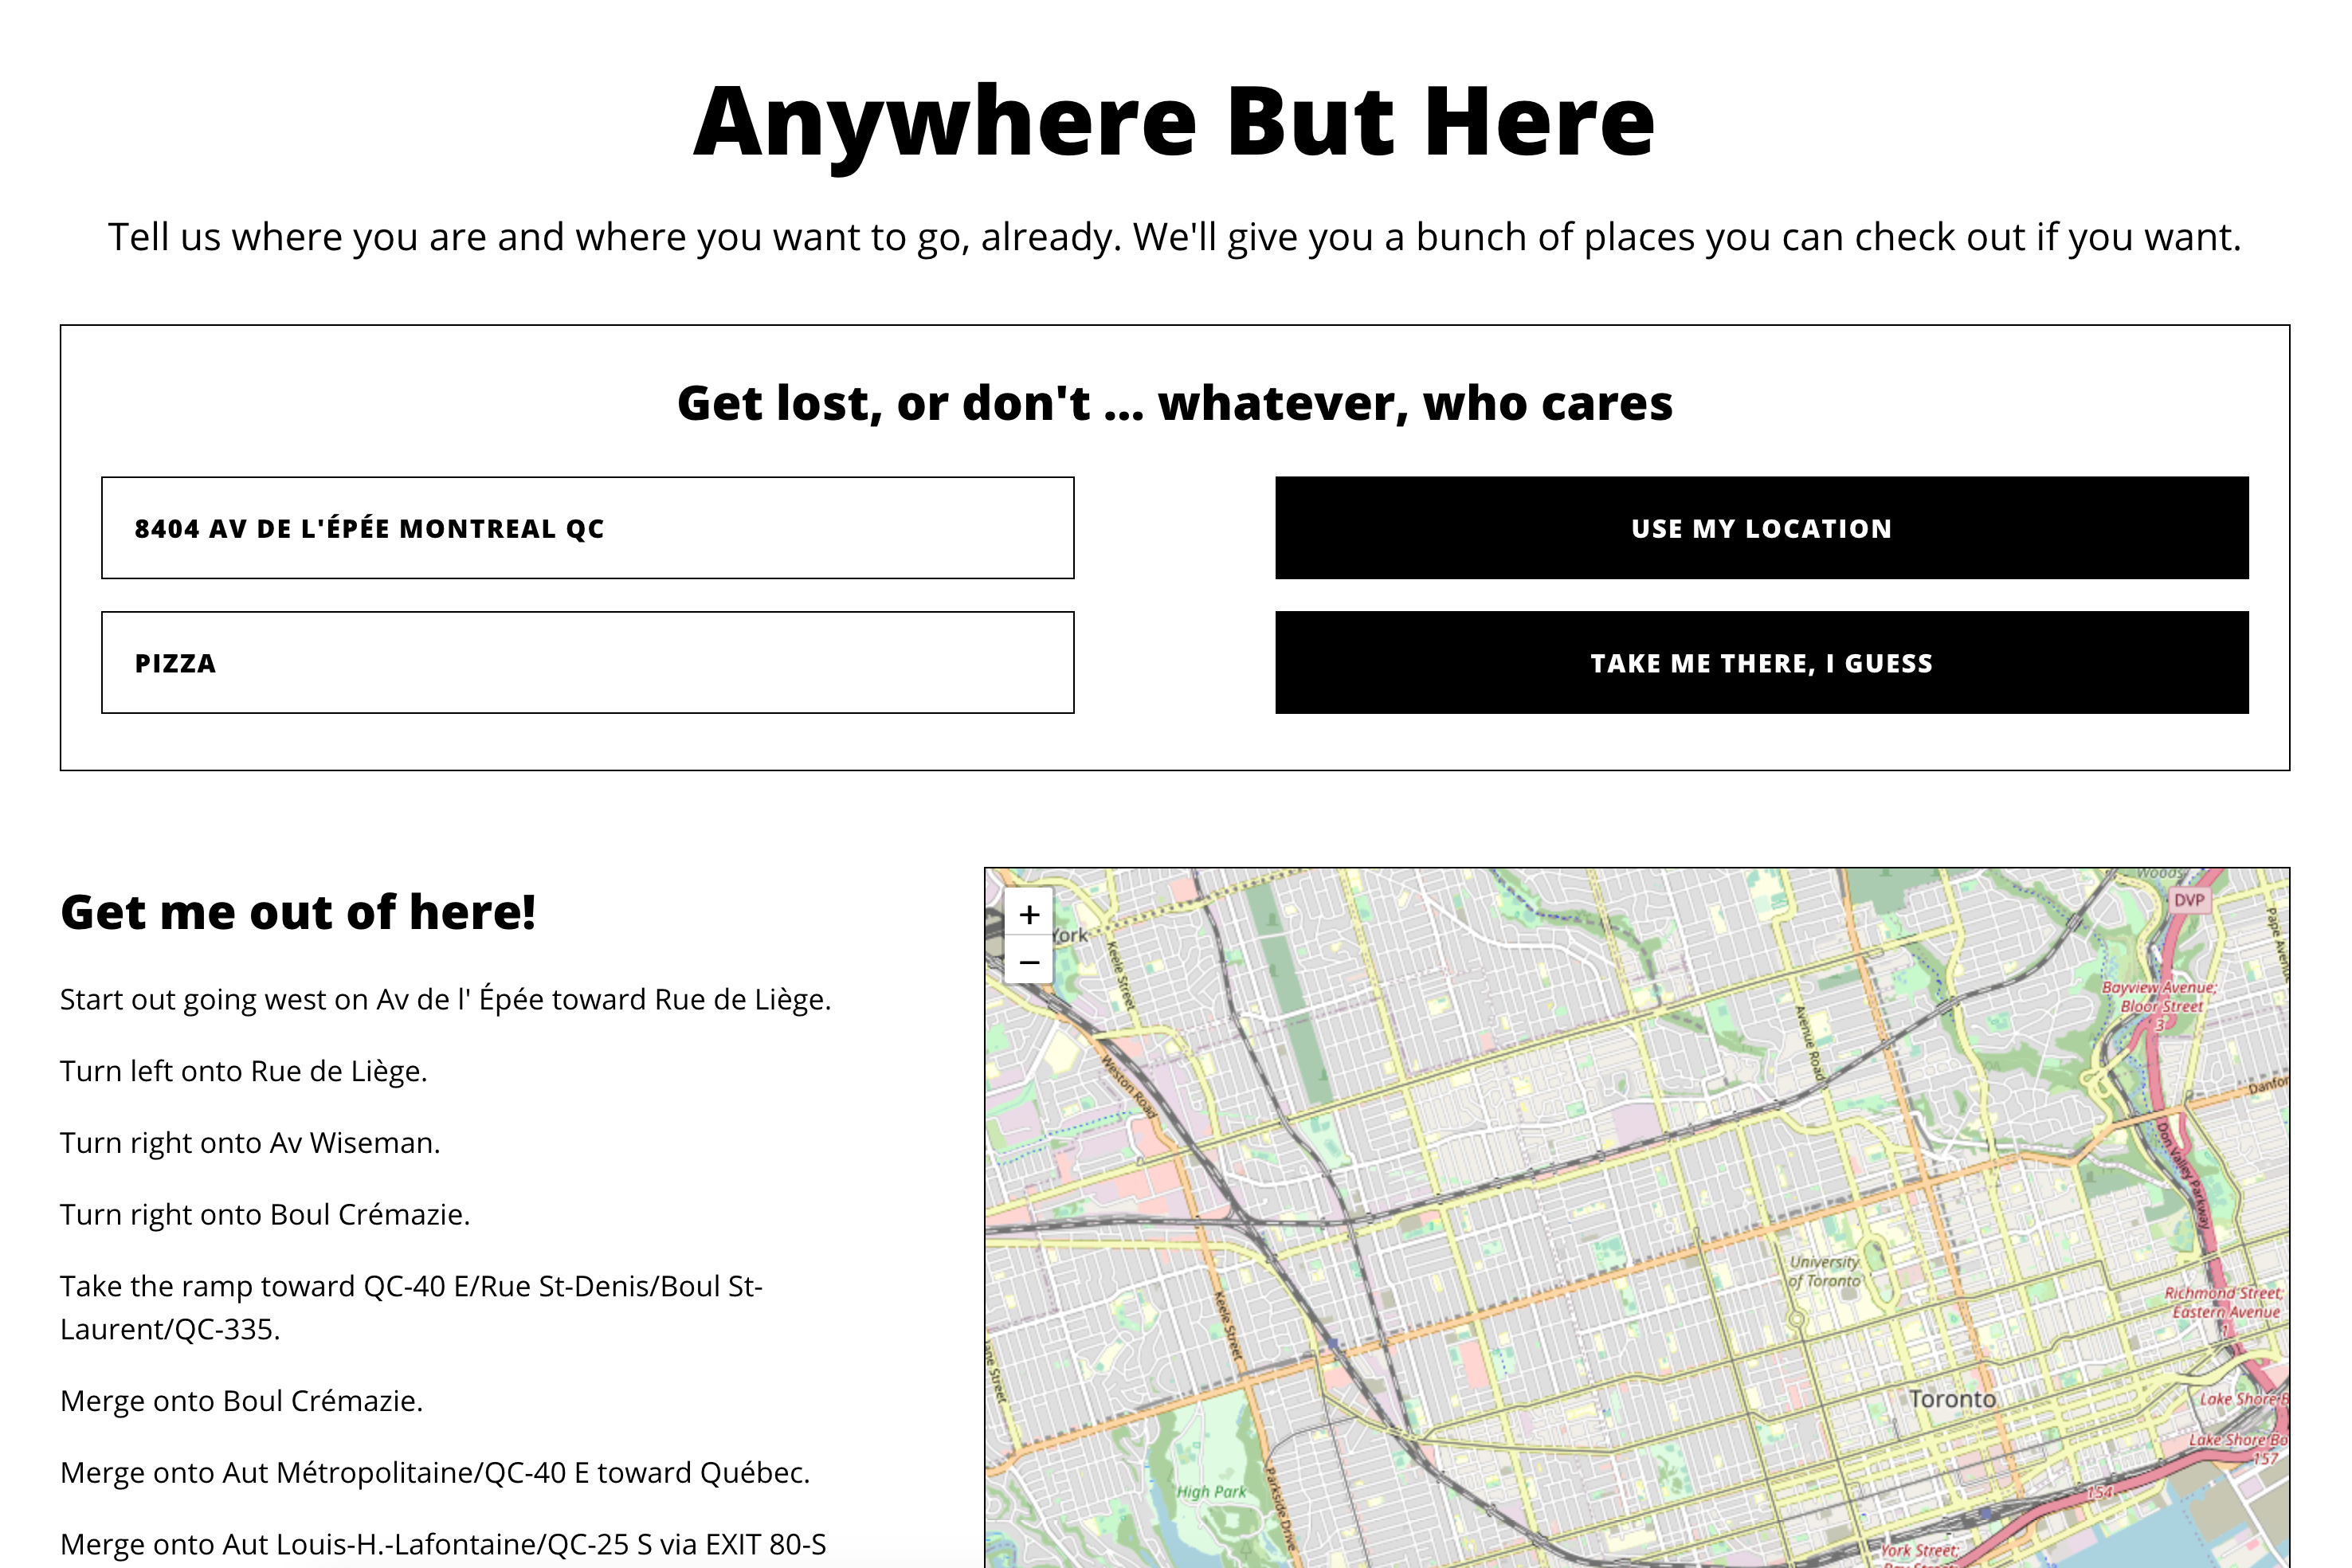 Anywhere But Here
Tell us where you are and where you want to go, already. We'll give you a bunch of places you can check out if you want.
Get lost, or don't ... whatever, who cares
8404 AV DE L'ÉPÉE MONTREAL QC
USE MY LOCATION
PIZZA
TAKE ME THERE, I GUESS
Get me out of here!
Start out going west on Av de l' Épée toward Rue de Liège.
Turn left onto Rue de Liège.
Turn right onto Av Wiseman.
Turn right onto Boul Crémazie.
Take the ramp toward QC-40 E/Rue St-Denis/Boul St-
Laurent/QC-335.
Merge onto Boul Crémazie.
Merge onto Aut Métropolitaine/QC-40 E toward Québec.
Merge onto Aut Louis-H.-Lafontaine/QC-25 S via EXIT 80-S
+
−
York
Keele Street
Woods
DVP
Pape Avenue
Bayview Avenue;
Bloor Street
3
Avenue Road
Weston Road
Danfor
Don Valley Parkway
University
of Toronto
Keele Street
Richmond Street;
Eastern Avenue
1
ane Street
Toronto
Lake Shore B
Lake Shore Bo
157
High Park
Parkside Drive
154
York Street;